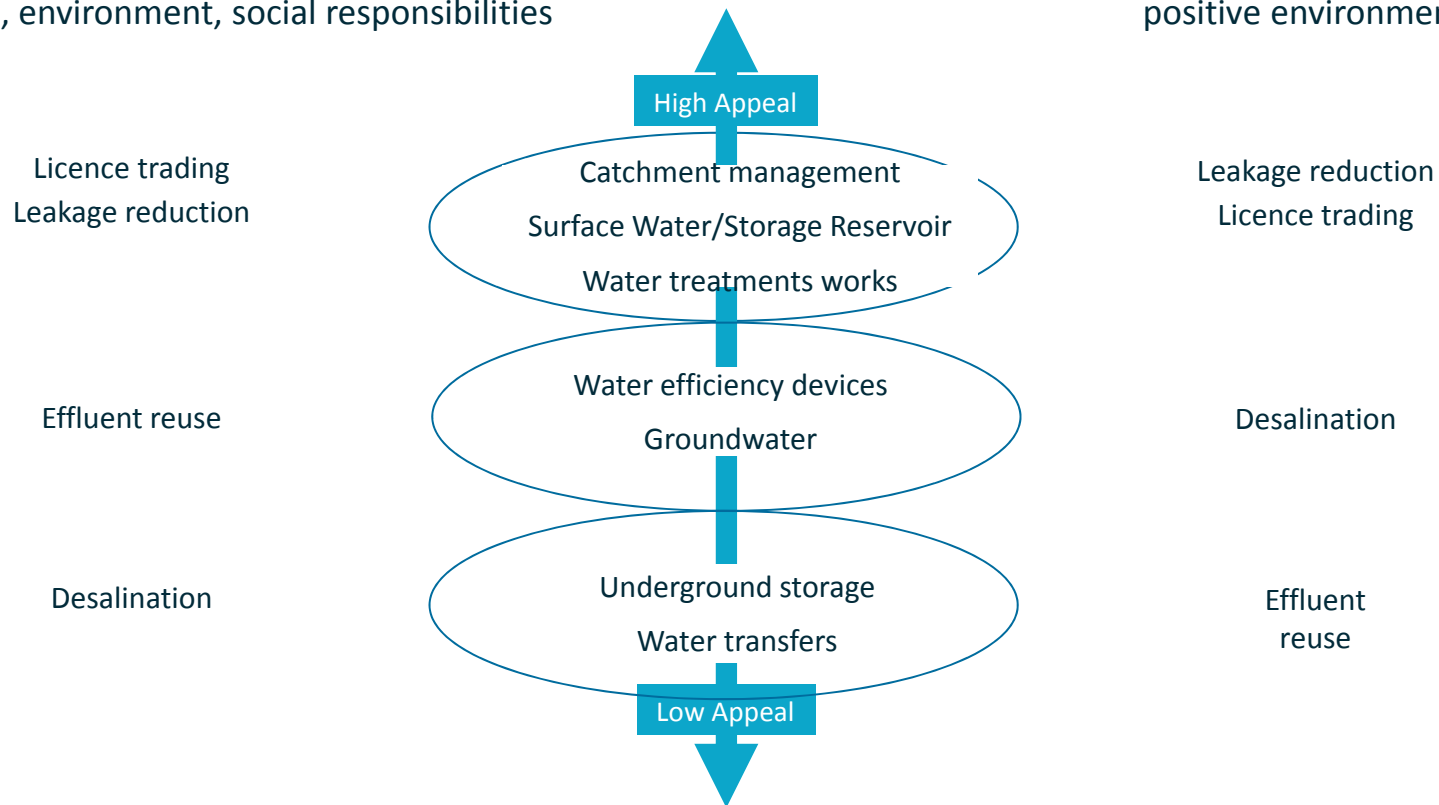 , environment, social responsibilities
positive environmen
High Appeal
Licence trading
Leakage reduction
Catchment management
Surface Water/Storage Reservoir
Water treatments works
Leakage reduction
Licence trading
Effluent reuse
Water efficiency devices
Groundwater
Desalination
Desalination
Underground storage
Water transfers
Effluent
reuse
Low Appeal